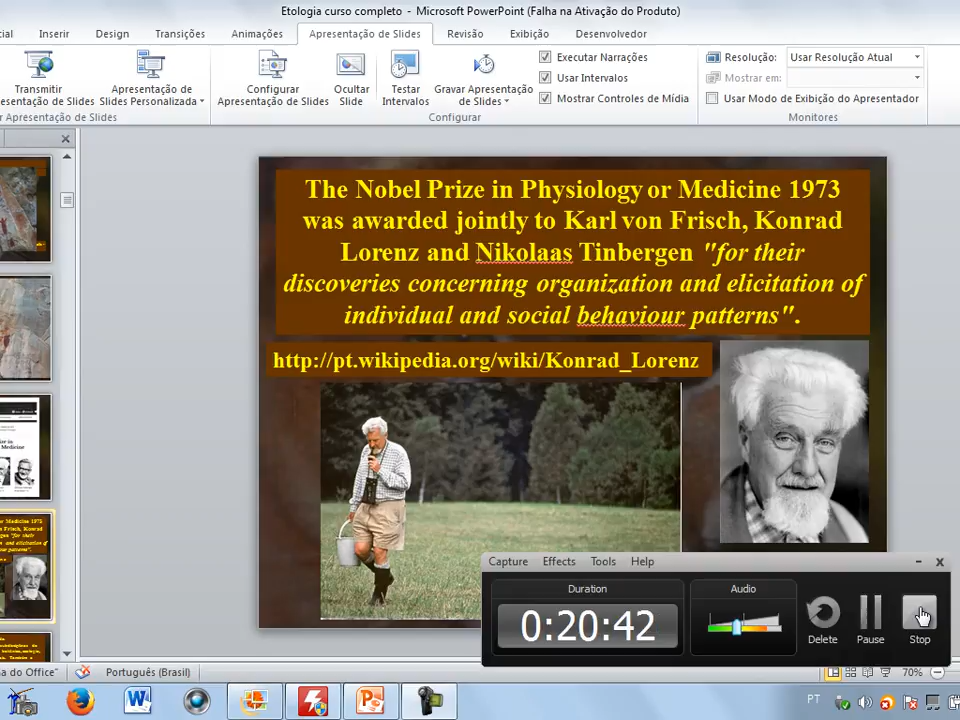 Etologia curso completo - Microsoft PowerPoint (Falha na Ativação do Produto)
Inserir Design Transições Animações Apresentação de Slides Revisão Exibição Desenvolvedor
Transmitir
Apresentação de
Slides Personalizada
Configurar
Apresentação de Slides
Ocultar
Slide
Testar
Intervalos
Gravar Apresentação
de Slides
Executar Narrações
Usar Intervalos
Mostrar Controles de Mídia
Configurar
Resolução: Usar Resolução Atual
Mostrar em:
Usar Modo de Exibição do Apresentador
Monitores
r Apresentação de Slides
The Nobel Prize in Physiology or Medicine 1973
was awarded jointly to Karl von Frisch, Konrad
Lorenz and Nikolaas Tinbergen "for their
discoveries concerning organization and elicitation of
individual and social behaviour patterns".
http://pt.wikipedia.org/wiki/Konrad_Lorenz
Capture Effects Tools Help
Duration
0:20:42
Audio
Delete
Pause
Stop
a do Office" Português (Brasil) 70%
PT